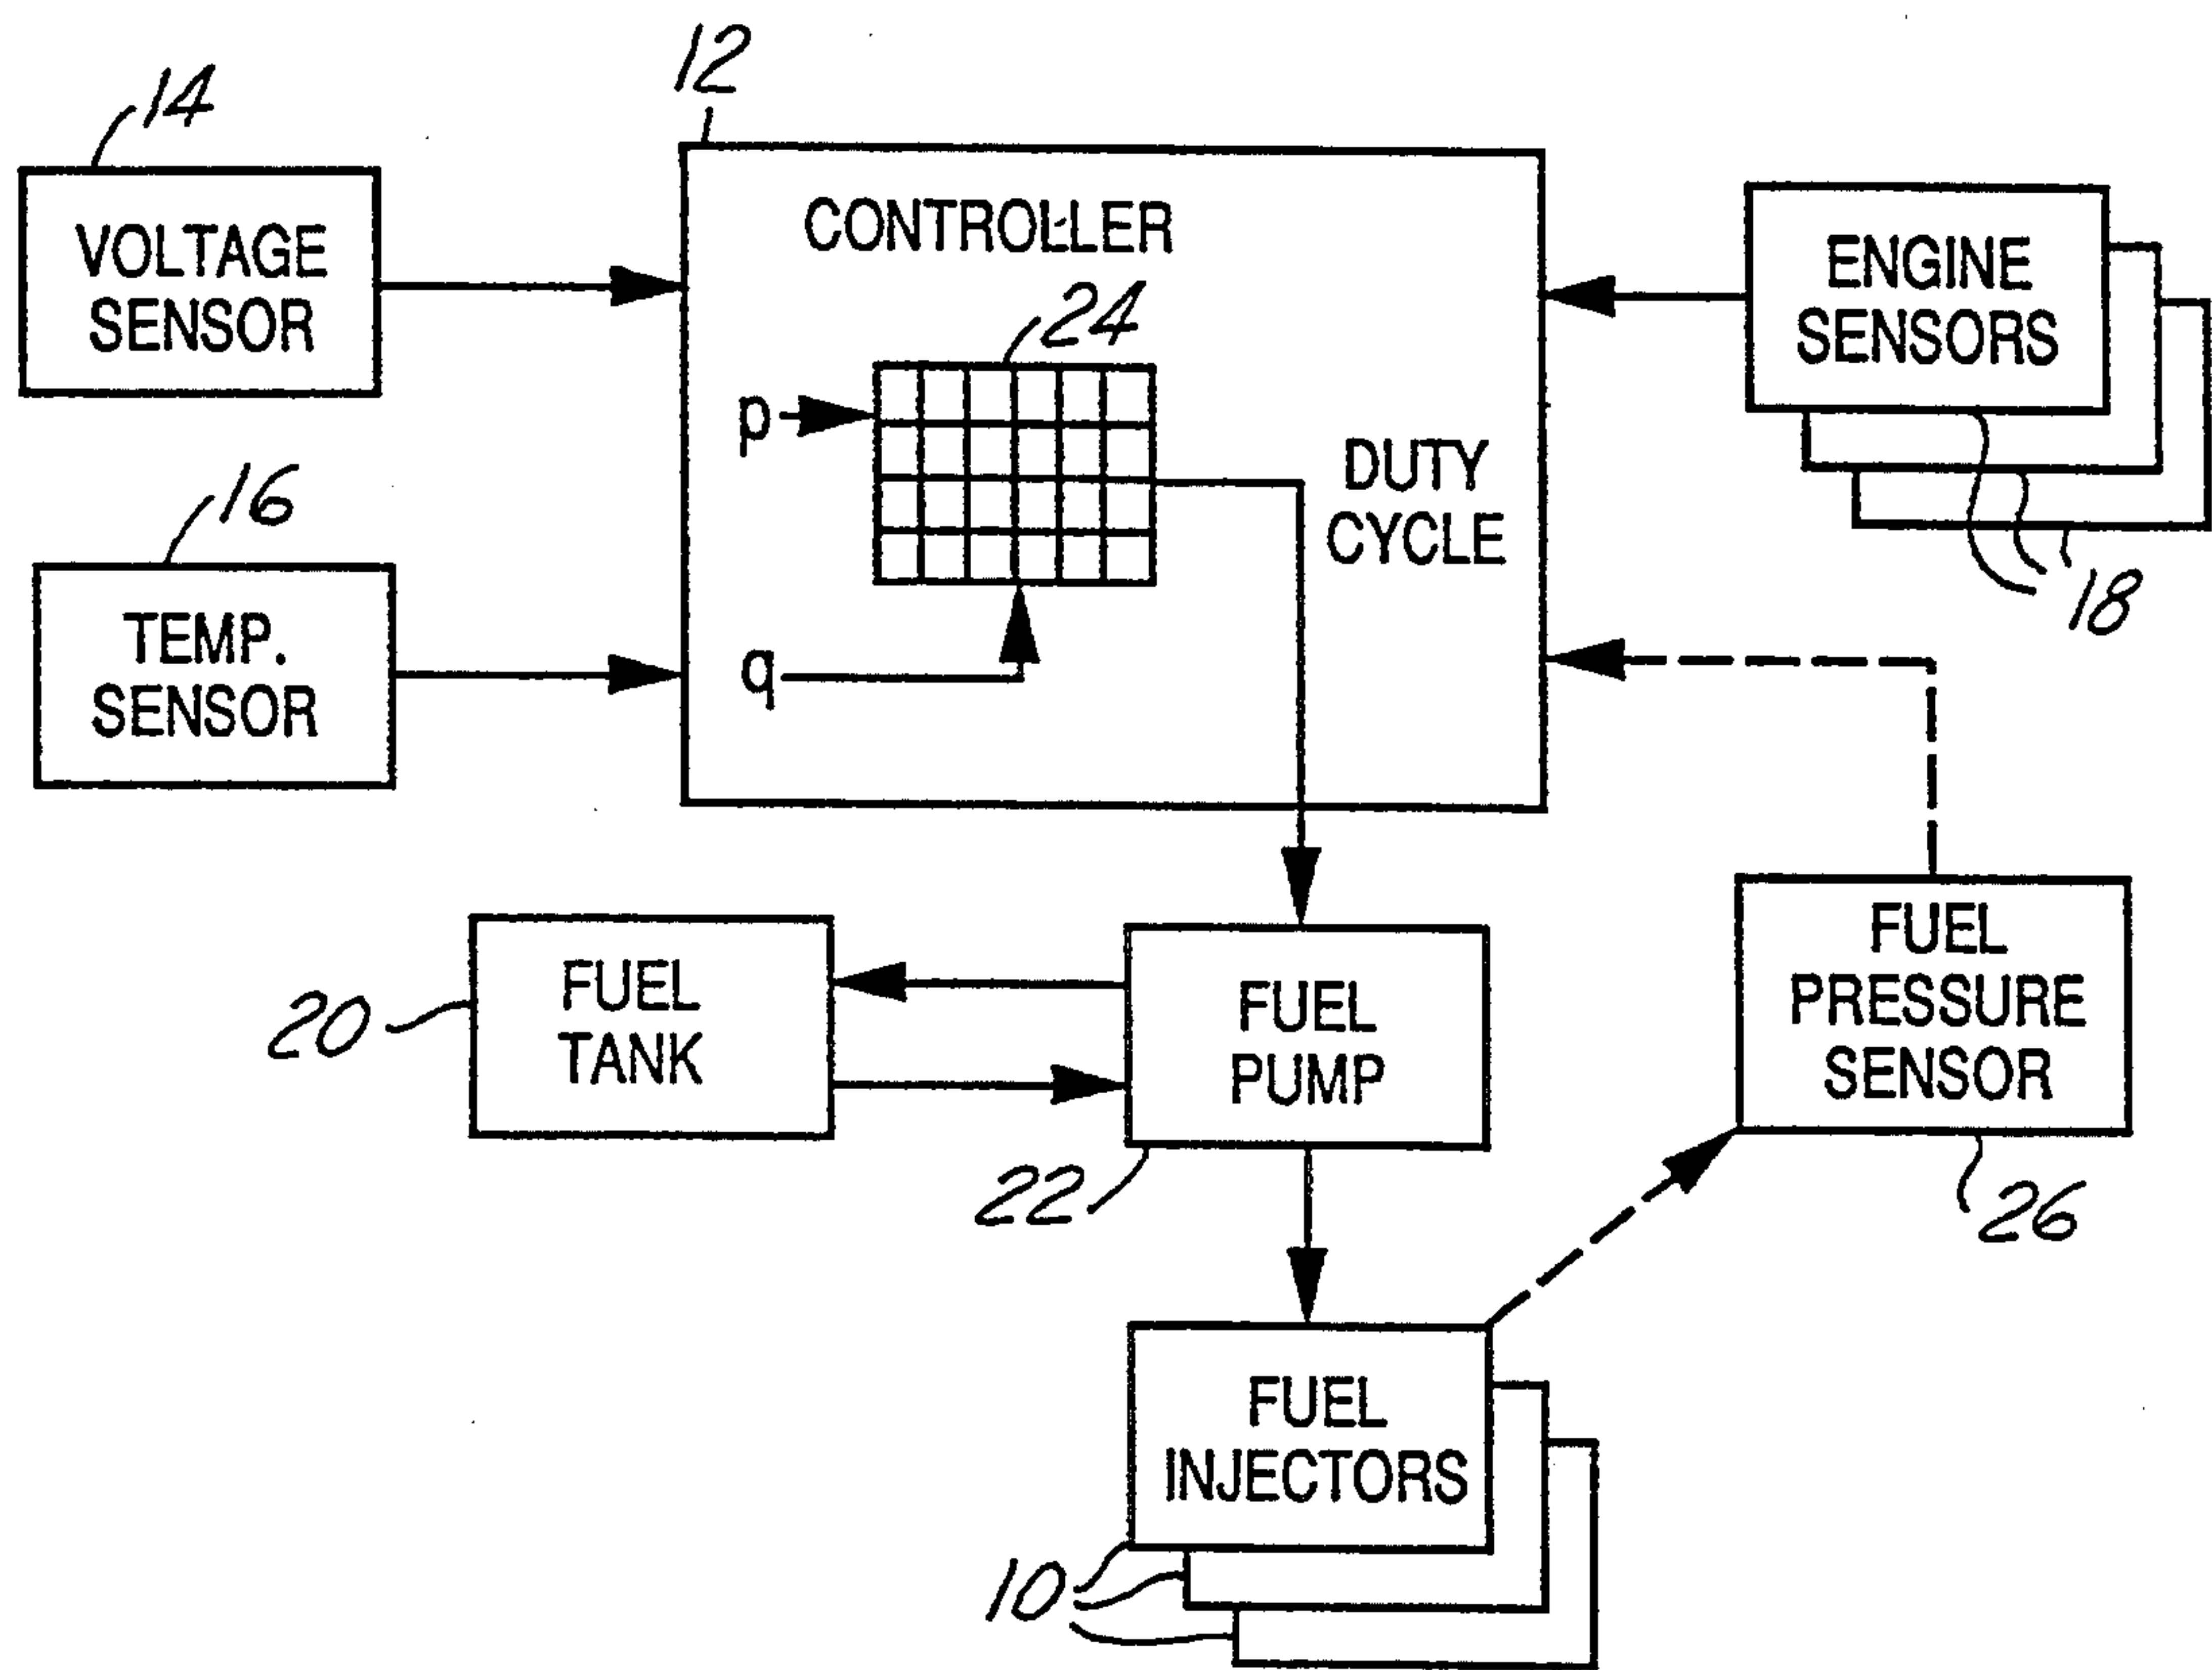 12
14
VOLTAGE
SENSOR
CONTROLLER
24
p
q
DUTY
CYCLE
ENGINE
SENSORS
18
16
TEMP.
SENSOR
20
FUEL
TANK
FUEL
PUMP
22
FUEL
PRESSURE
SENSOR
26
FUEL
INJECTORS
10